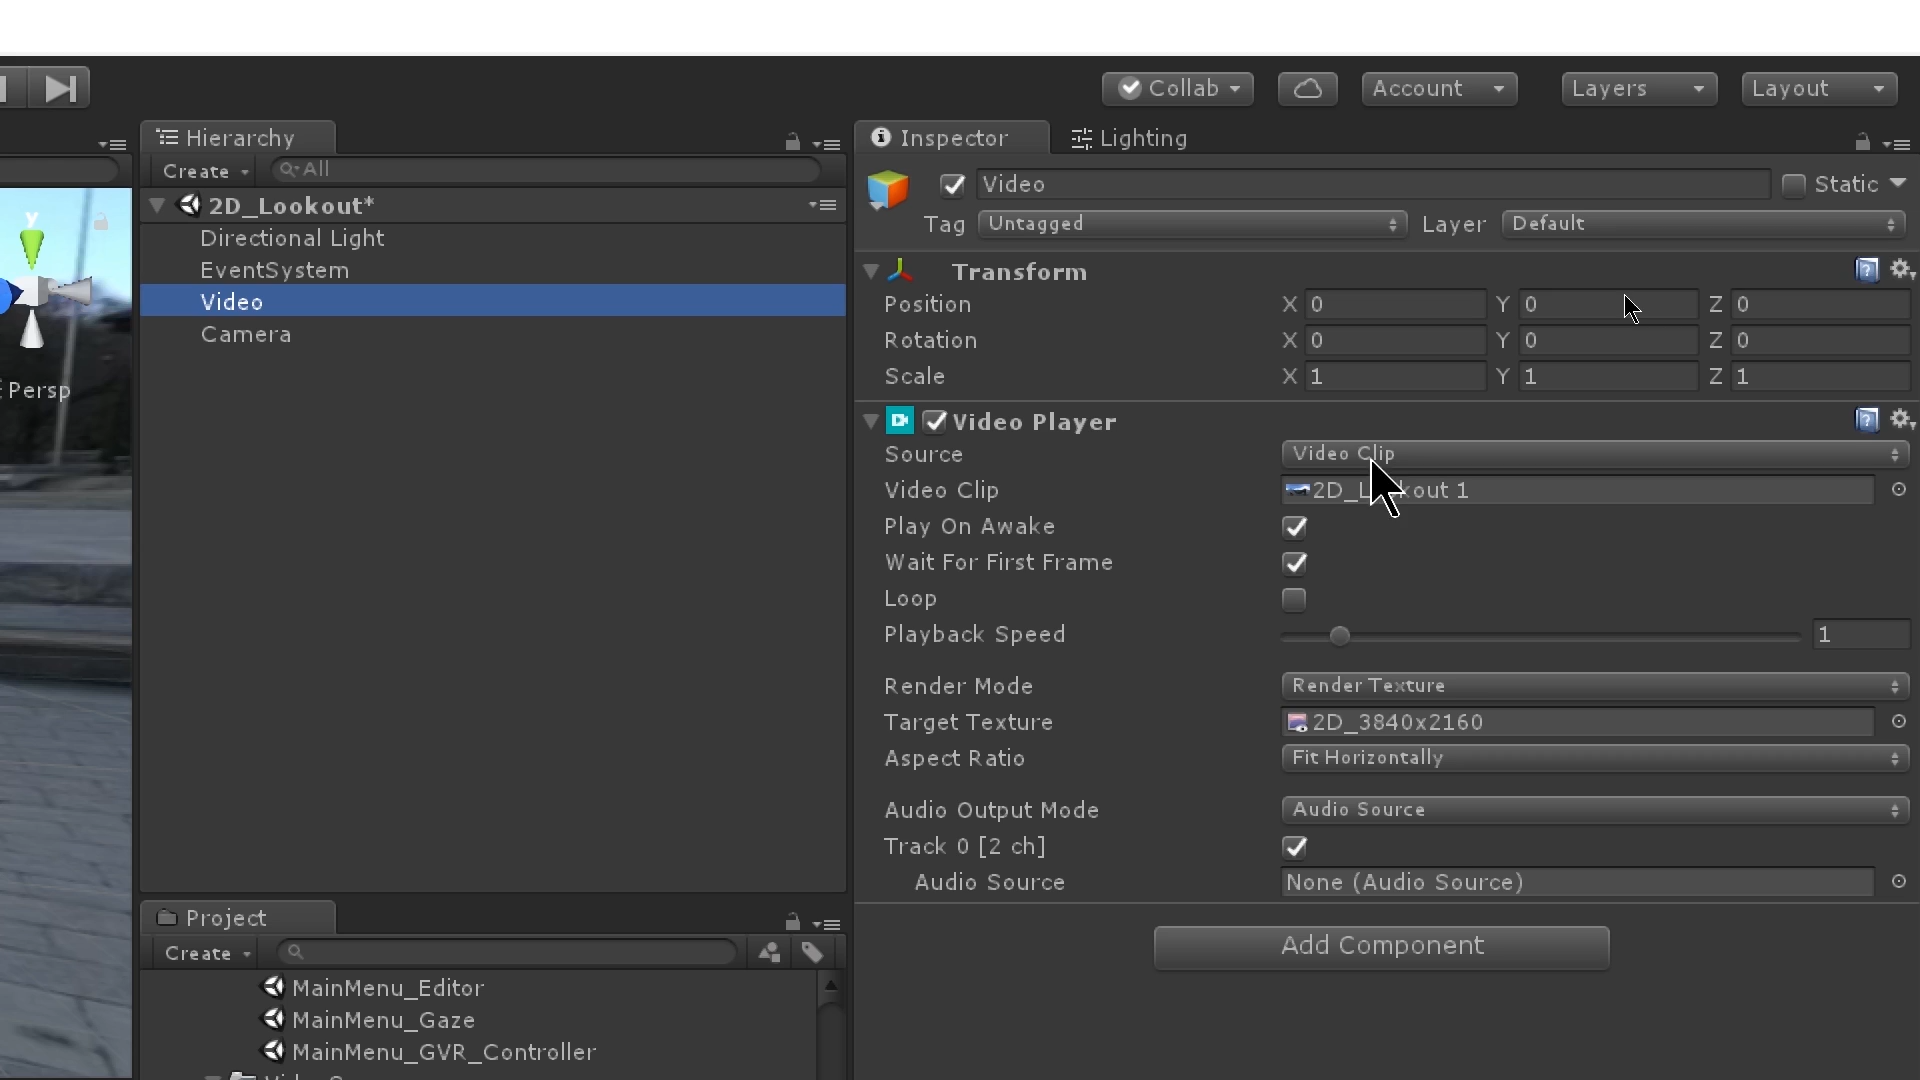 Collab
Account
Layers
Layout
Hierarchy
Create
All
2D_Lookout*
Directional Light
EventSystem
Video
Camera
y
Persp
Inspector
Lighting
Video
Static
Tag Untagged Layer Default
Transform
Position X 0 Y 0 Z 0
Rotation X 0 Y 0 Z 0
Scale X 1 Y 1 Z 1
Video Player
Source Video Clip
Video Clip 2D_Lookout 1
Play On Awake
Wait For First Frame
Loop
Playback Speed 1
Render Mode Render Texture
Target Texture 2D_3840x2160
Aspect Ratio Fit Horizontally
Audio Output Mode Audio Source
Track 0 [2 ch]
Audio Source None (Audio Source)
Add Component
Project
Create
MainMenu_Editor
MainMenu_Gaze
MainMenu_GVR_Controller